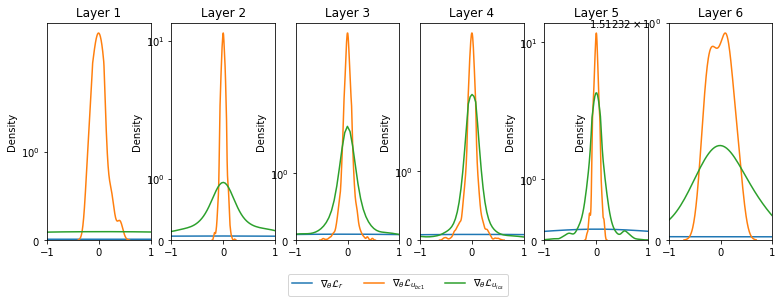 Layer 1 Layer 2 Layer 3 Layer 4 Layer 5 Layer 6
1.51232 × 10⁰
10¹ 10¹
Density Density Density Density Density Density
10⁰ 10⁰ 10⁰ 10⁰ 10⁰
0 0 0 0 0 0
−1 0 1 −1 0 1 −1 0 1 −1 0 1 −1 0 1 −1 0 1
∇θℒr ∇θℒu_bc1 ∇θℒu_ics